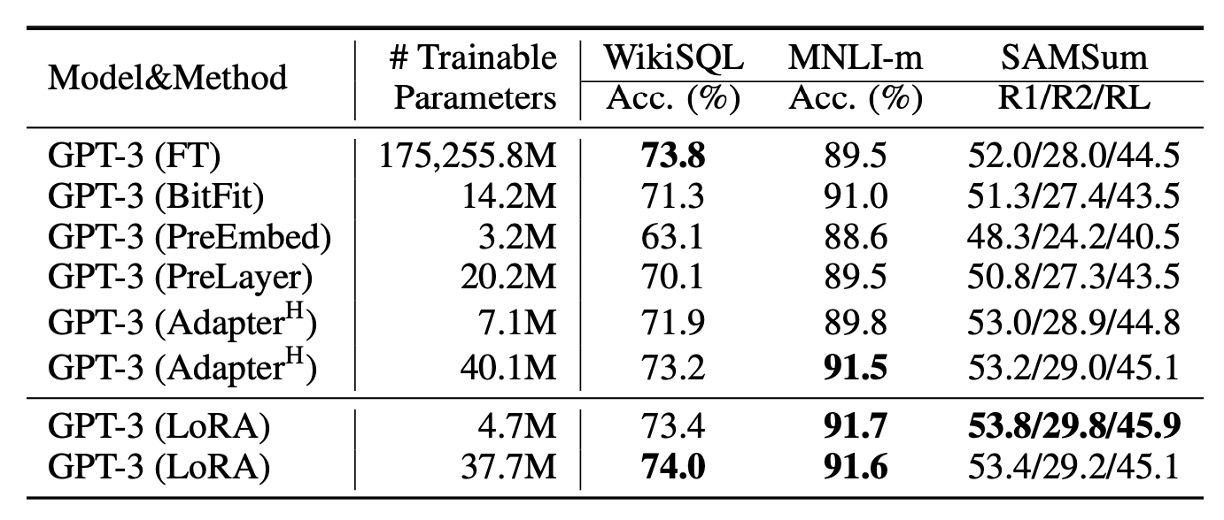 Model&Method # Trainable Parameters WikiSQL MNLI-m SAMSum
Acc. (%) Acc. (%) R1/R2/RL
GPT-3 (FT) 175,255.8M 73.8 89.5 52.0/28.0/44.5
GPT-3 (BitFit) 14.2M 71.3 91.0 51.3/27.4/43.5
GPT-3 (PreEmbed) 3.2M 63.1 88.6 48.3/24.2/40.5
GPT-3 (PreLayer) 20.2M 70.1 89.5 50.8/27.3/43.5
GPT-3 (Adapterᴴ) 7.1M 71.9 89.8 53.0/28.9/44.8
GPT-3 (Adapterᴴ) 40.1M 73.2 91.5 53.2/29.0/45.1
GPT-3 (LoRA) 4.7M 73.4 91.7 53.8/29.8/45.9
GPT-3 (LoRA) 37.7M 74.0 91.6 53.4/29.2/45.1